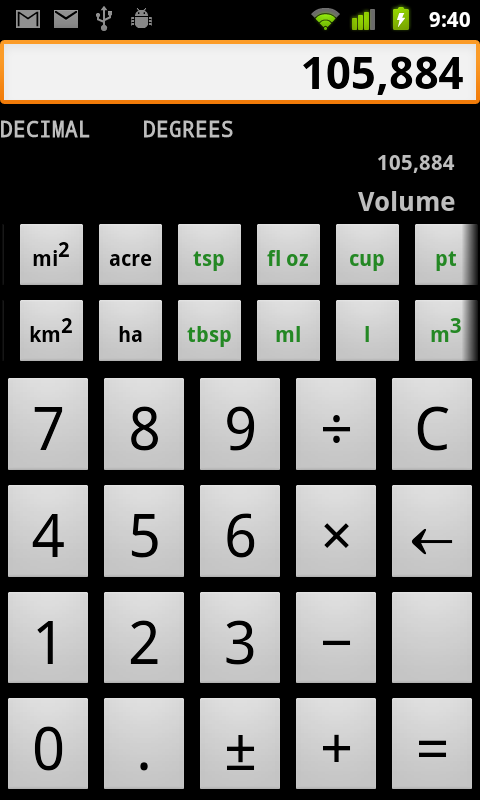 9:40
105,884
DECIMAL DEGREES
105,884
Volume
mi² acre tsp fl oz cup pt
km² ha tbsp ml l m³
7 8 9 ÷ C
4 5 6 × ←
1 2 3 −
0 . ± + =